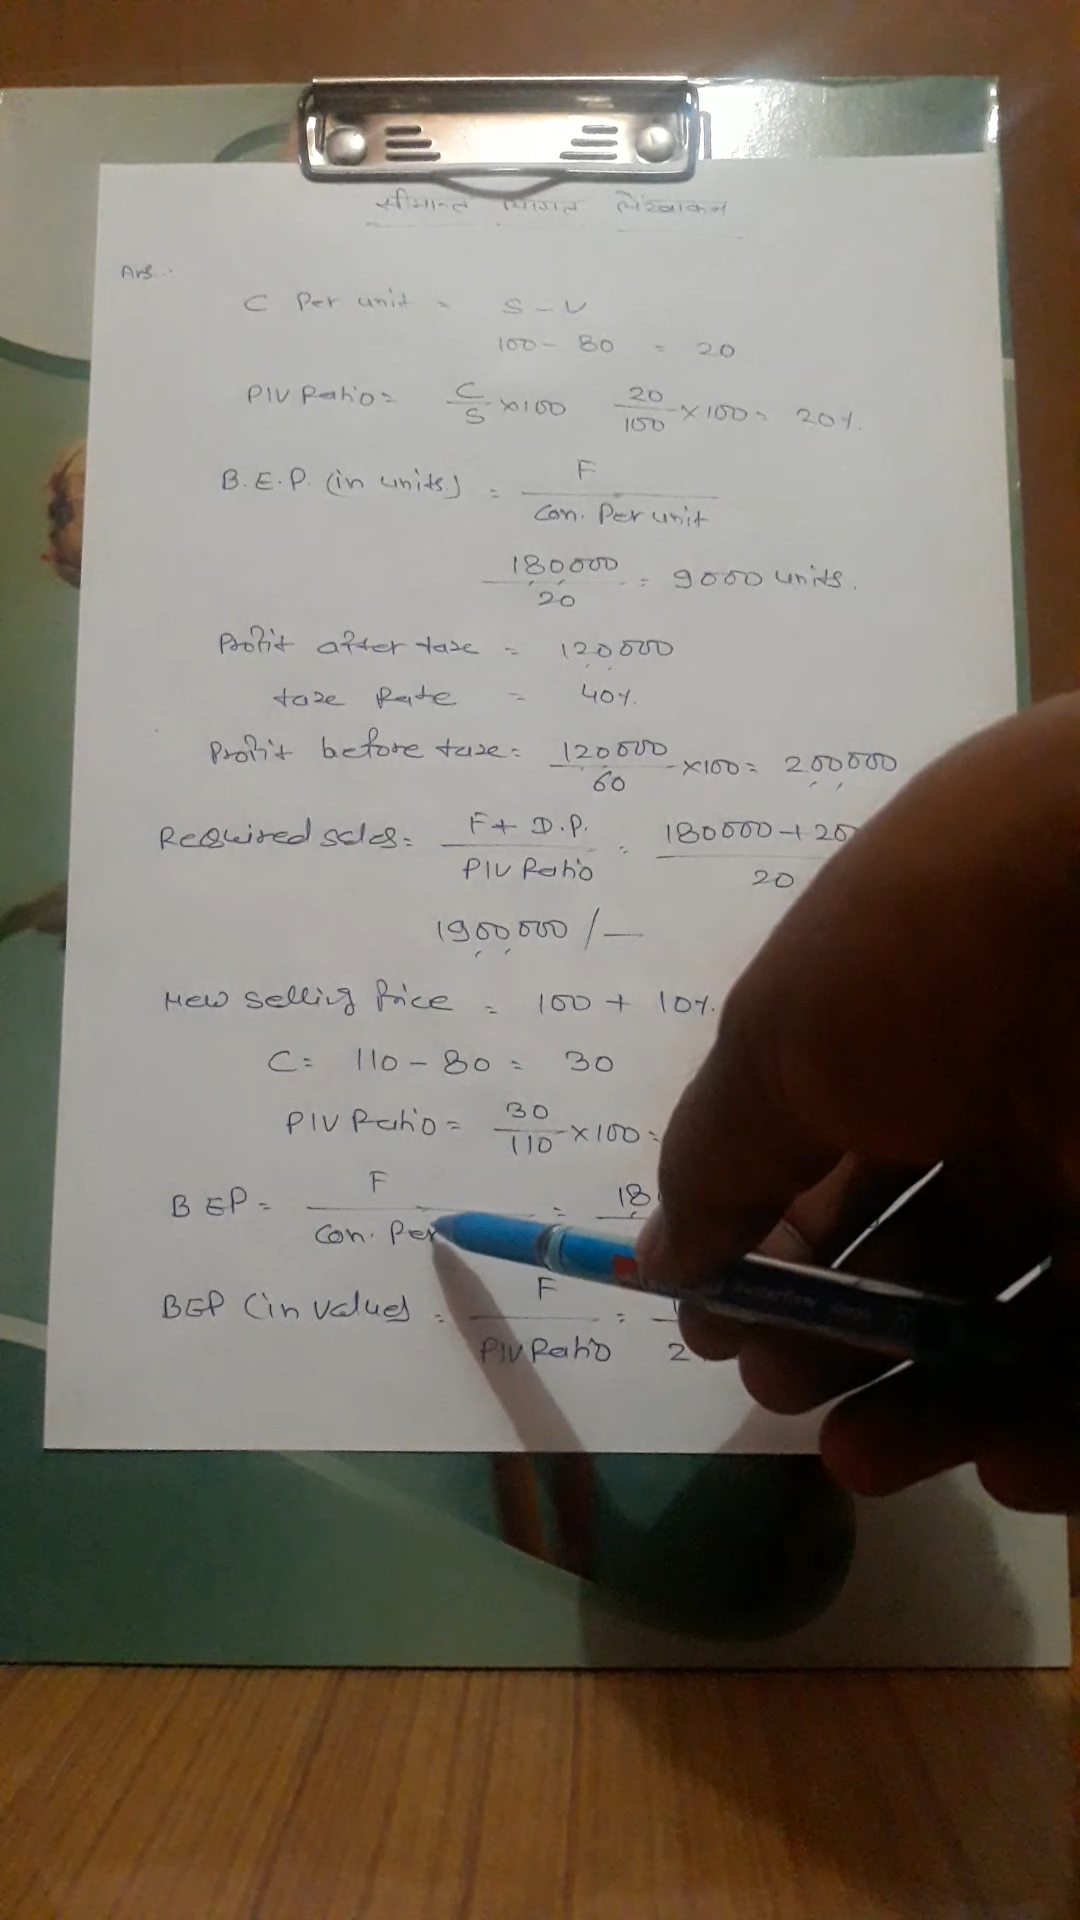 सीमान्त लागत लेखांकन
Ans.:
C Per unit = S - V
100 - 80 = 20
P/V Ratio = C/S × 100 20/100 × 100 = 20%.
B.E.P. (in units) = F / Con. Per unit
180000 / 20 = 9000 units.
Profit after taxe = 120000
taxe Rate = 40%.
Profit before taxe = 120000/60 × 100 = 200000
Required sales = F + D.P. / P/V Ratio = 180000 + 20 / 20
1900000/-
New selling Price = 100 + 10%.
C = 110 - 80 = 30
P/V Ratio = 30/110 × 100 =
BEP = F / Con. Per = 18
BEP (in values = F / P/V Ratio = 2